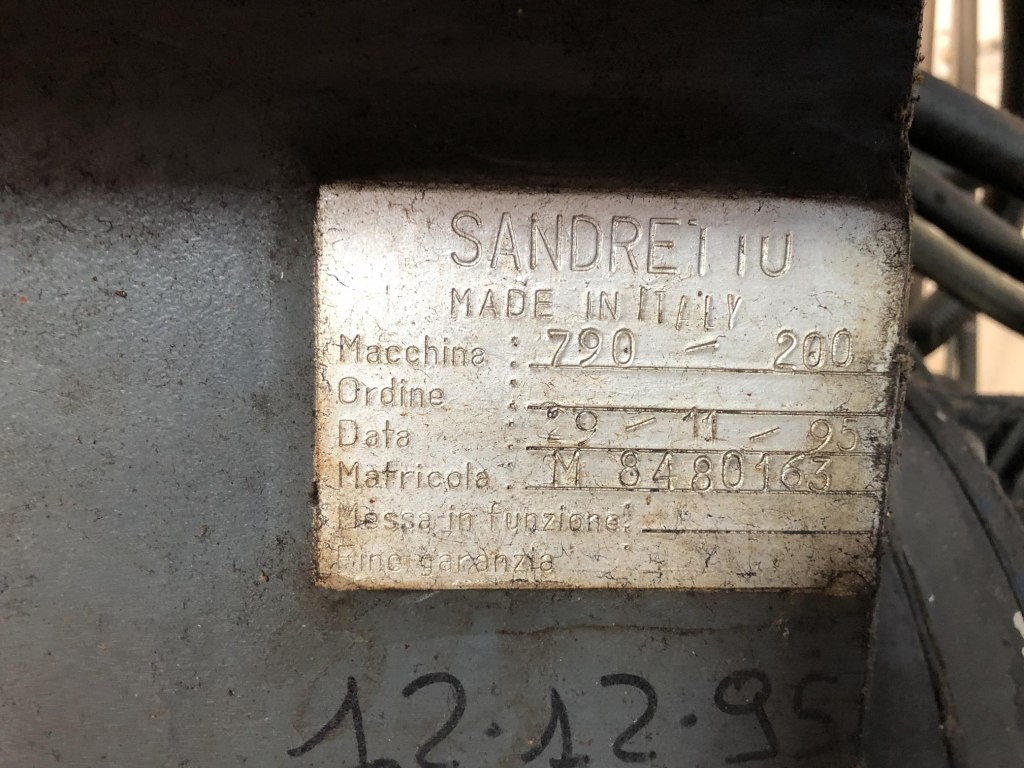 SANDRETTO
MADE IN ITALY
Macchina : 790 - 200
Ordine :
Data : 29 - 11 - 95
Matricola : M 8480163
Messa in funzione:
Fine garanzia
12.12.95